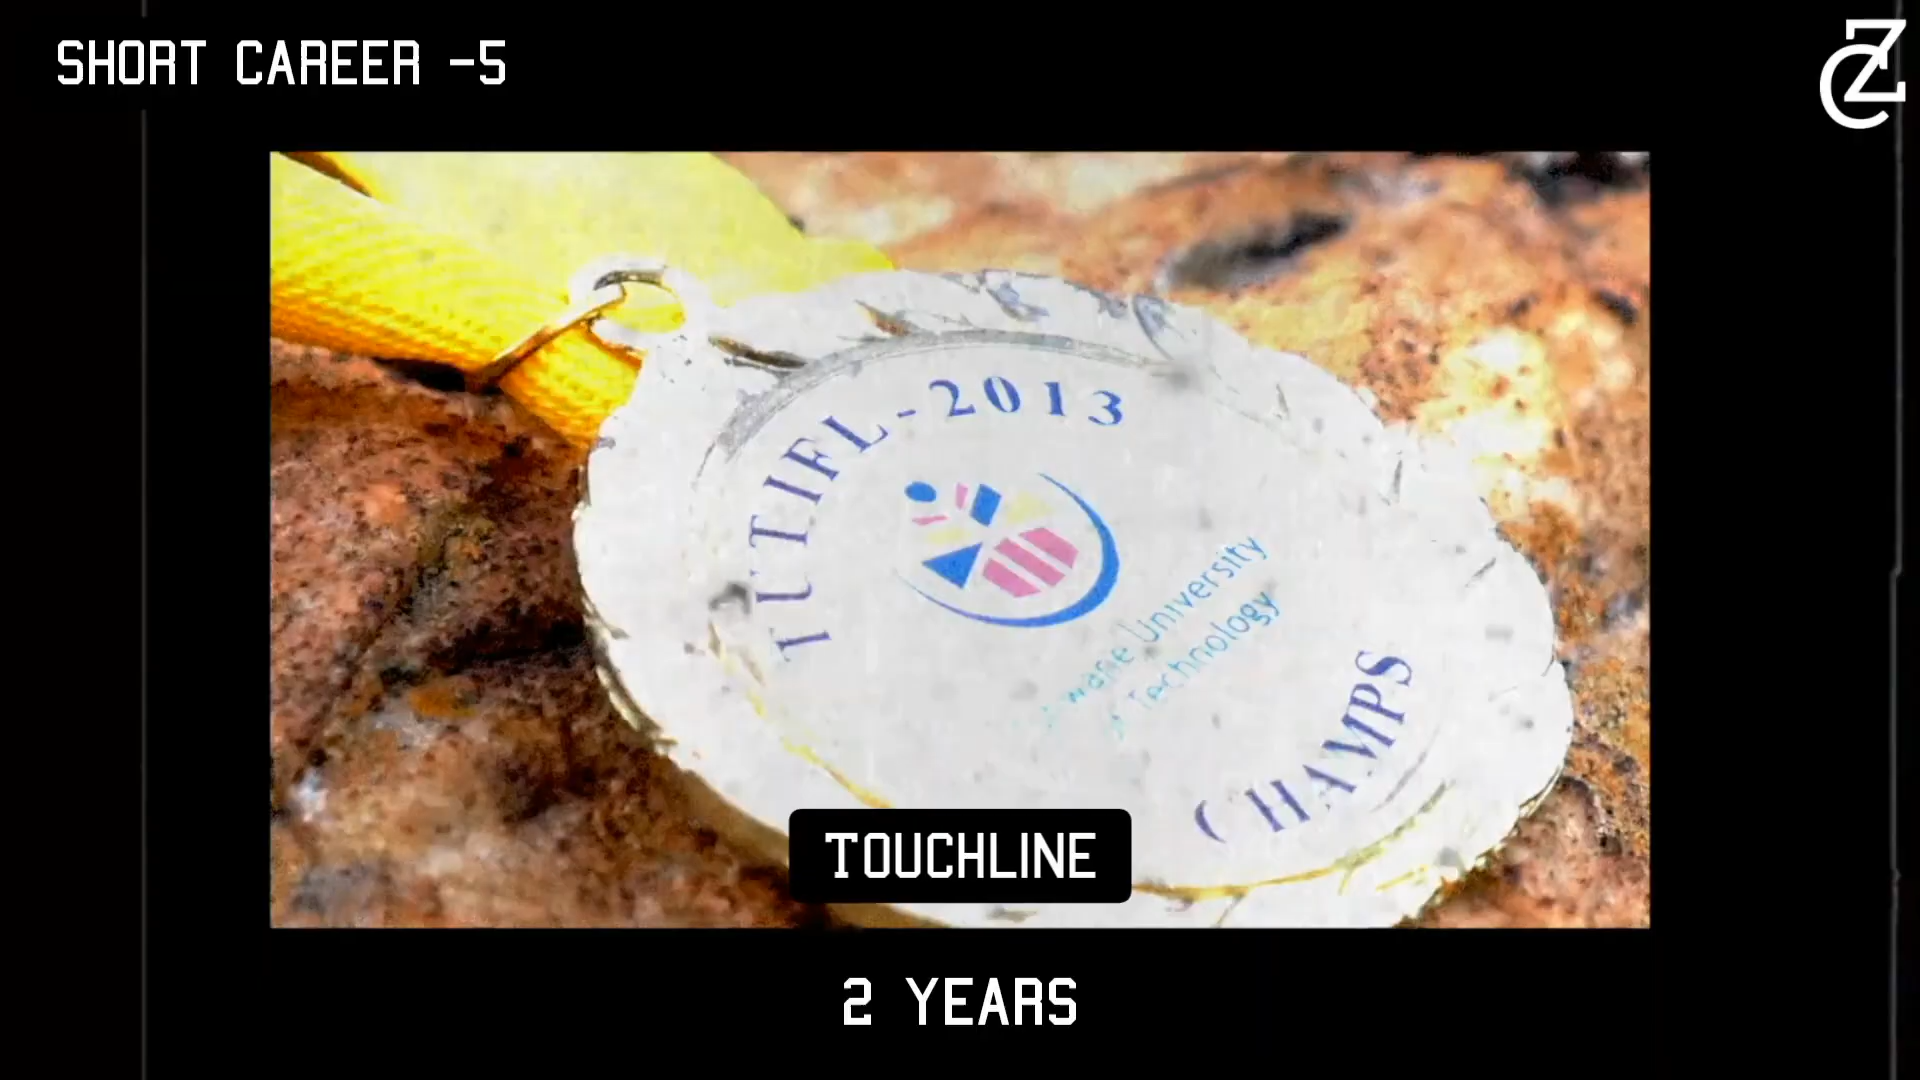 SHORT CAREER -5
TUTIFL - 2013
University
Technology
CHAMPS
TOUCHLINE
2 YEARS